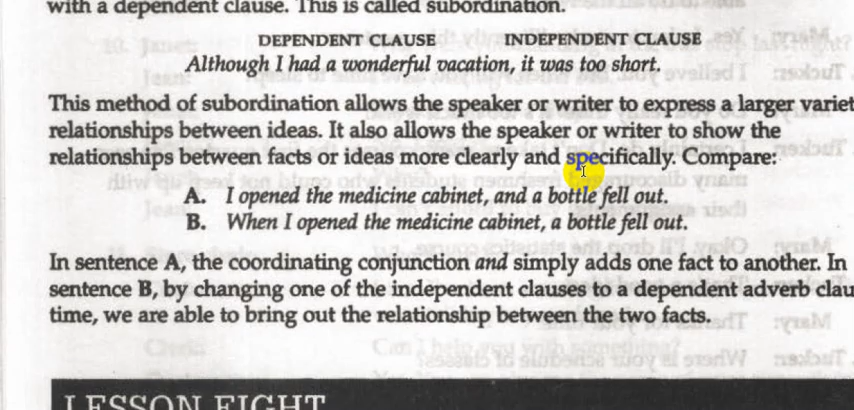 with a dependent clause. This is called subordination.
DEPENDENT CLAUSE INDEPENDENT CLAUSE
Although I had a wonderful vacation, it was too short.
This method of subordination allows the speaker or writer to express a larger variet
relationships between ideas. It also allows the speaker or writer to show the
relationships between facts or ideas more clearly and specifically. Compare:
A. I opened the medicine cabinet, and a bottle fell out.
B. When I opened the medicine cabinet, a bottle fell out.
In sentence A, the coordinating conjunction and simply adds one fact to another. In
sentence B, by changing one of the independent clauses to a dependent adverb clau
time, we are able to bring out the relationship between the two facts.
LESSON EIGHT